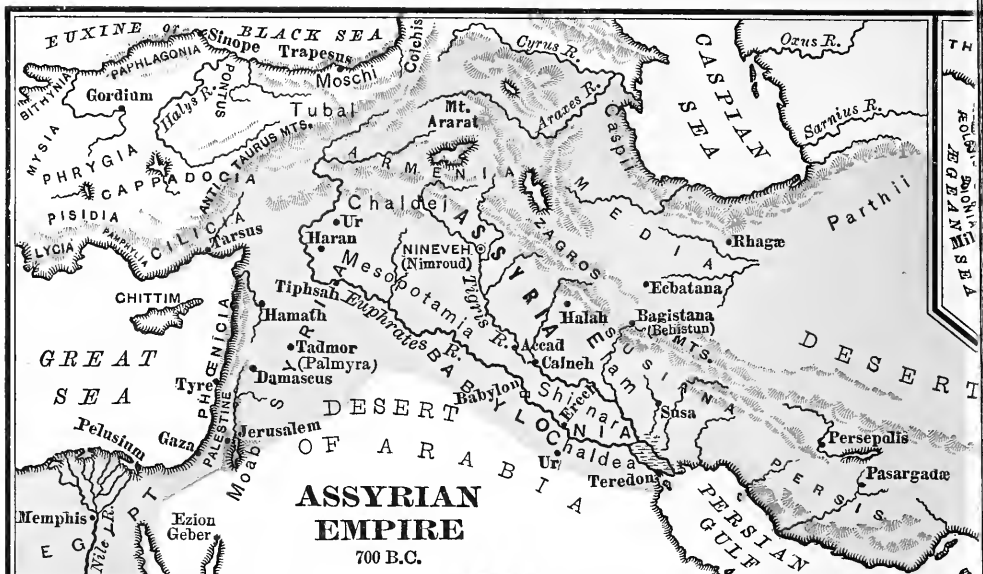 EUXINE or BLACK SEA
Sinope
Trapesus
Colchis
Cyrus R.
CASPIAN SEA
Oxus R.
TH
PAPHLAGONIA
BITHYNIA
Moschi
PONTUS
Gordium
Halys R.
Tubal
Mt. Ararat
Araxes R.
Caspii
Sarnius R.
MYSIA
PHRYGIA
CAPPADOCIA
ANTI TAURUS MTS.
ARMENIA
MEDIA
Parthii
ÆGEAN SEA
Mil
PISIDIA
LYCIA
PAMPHYLIA
CILICIA
Tarsus
Chaldei
ASSYRIA
ZAGROS
MTS.
Ur
Haran
NINEVEH
(Nimroud)
Rhagæ
Mesopotamia
Tigris R.
Ecbatana
CHITTIM
Tiphsah
Euphrates R.
Halah
Bagistana
(Behistun)
Hamath
SYRIA
Elam
SUSIANA
DESERT
GREAT SEA
PHŒNICIA
Tadmor
(Palmyra)
Accad
Calneh
Tyre
Damascus
BABYLONIA
Babylon
Shinar
Erech
Susa
PALESTINE
DESERT OF ARABIA
Pelusium
Gaza
Jerusalem
Moab
Ur
Chaldea
Teredon
Persepolis
Pasargadæ
PERSIS
PERSIAN GULF
Memphis
EGYPT
Nile R.
Ezion
Geber
ASSYRIAN
EMPIRE
700 B.C.